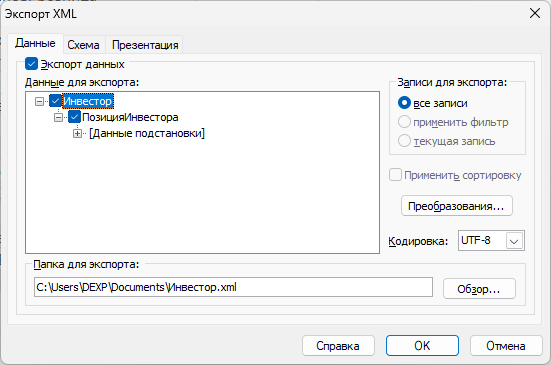 Экспорт XML
Данные
Схема
Презентация
Экспорт данных
Данные для экспорта:
Инвестор
ПозицияИнвестора
[Данные подстановки]
Записи для экспорта:
все записи
применить фильтр
текущая запись
Применить сортировку
Преобразования...
Кодировка:
UTF-8
Папка для экспорта:
C:\Users\DEXP\Documents\Инвестор.xml
Обзор...
Справка
OK
Отмена